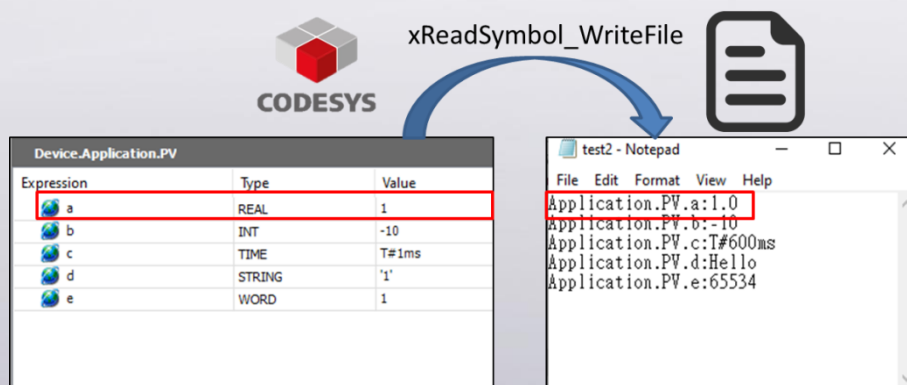 xReadSymbol_WriteFile
CODESYS
Device.Application.PV
Expression Type Value
a REAL 1
b INT -10
c TIME T#1ms
d STRING '1'
e WORD 1
test2 - Notepad
File Edit Format View Help
Application.PV.a:1.0
Application.PV.b:-10
Application.PV.c:T#600ms
Application.PV.d:Hello
Application.PV.e:65534